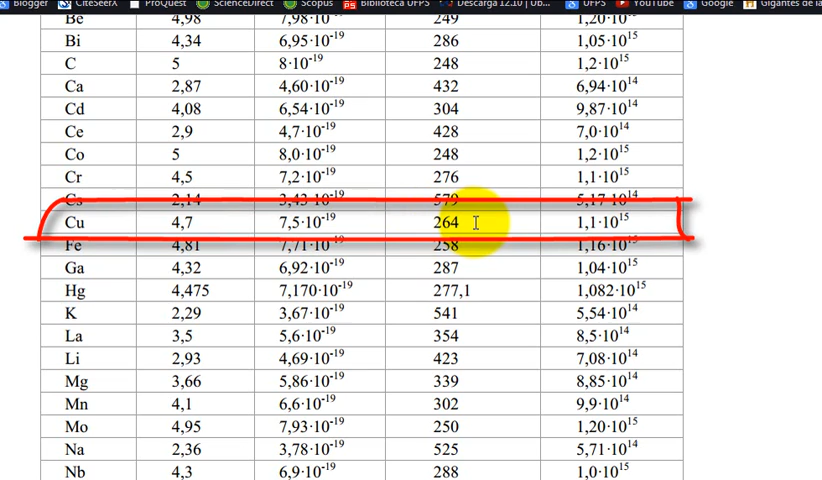 Blogger CiteSeerX ProQuest ScienceDirect Scopus Biblioteca UFPS Descarga 12.10 | Ub... UFPS YouTube Google Gigantes de
Be 4,98 7,98·10⁻¹⁹ 249 1,20·10¹⁵
Bi 4,34 6,95·10⁻¹⁹ 286 1,05·10¹⁵
C 5 8·10⁻¹⁹ 248 1,2·10¹⁵
Ca 2,87 4,60·10⁻¹⁹ 432 6,94·10¹⁴
Cd 4,08 6,54·10⁻¹⁹ 304 9,87·10¹⁴
Ce 2,9 4,7·10⁻¹⁹ 428 7,0·10¹⁴
Co 5 8,0·10⁻¹⁹ 248 1,2·10¹⁵
Cr 4,5 7,2·10⁻¹⁹ 276 1,1·10¹⁵
Cs 2,14 3,43·10⁻¹⁹ 579 5,17·10¹⁴
Cu 4,7 7,5·10⁻¹⁹ 264 1,1·10¹⁵
Fe 4,81 7,71·10⁻¹⁹ 258 1,16·10¹⁵
Ga 4,32 6,92·10⁻¹⁹ 287 1,04·10¹⁵
Hg 4,475 7,170·10⁻¹⁹ 277,1 1,082·10¹⁵
K 2,29 3,67·10⁻¹⁹ 541 5,54·10¹⁴
La 3,5 5,6·10⁻¹⁹ 354 8,5·10¹⁴
Li 2,93 4,69·10⁻¹⁹ 423 7,08·10¹⁴
Mg 3,66 5,86·10⁻¹⁹ 339 8,85·10¹⁴
Mn 4,1 6,6·10⁻¹⁹ 302 9,9·10¹⁴
Mo 4,95 7,93·10⁻¹⁹ 250 1,20·10¹⁵
Na 2,36 3,78·10⁻¹⁹ 525 5,71·10¹⁴
Nb 4,3 6,9·10⁻¹⁹ 288 1,0·10¹⁵